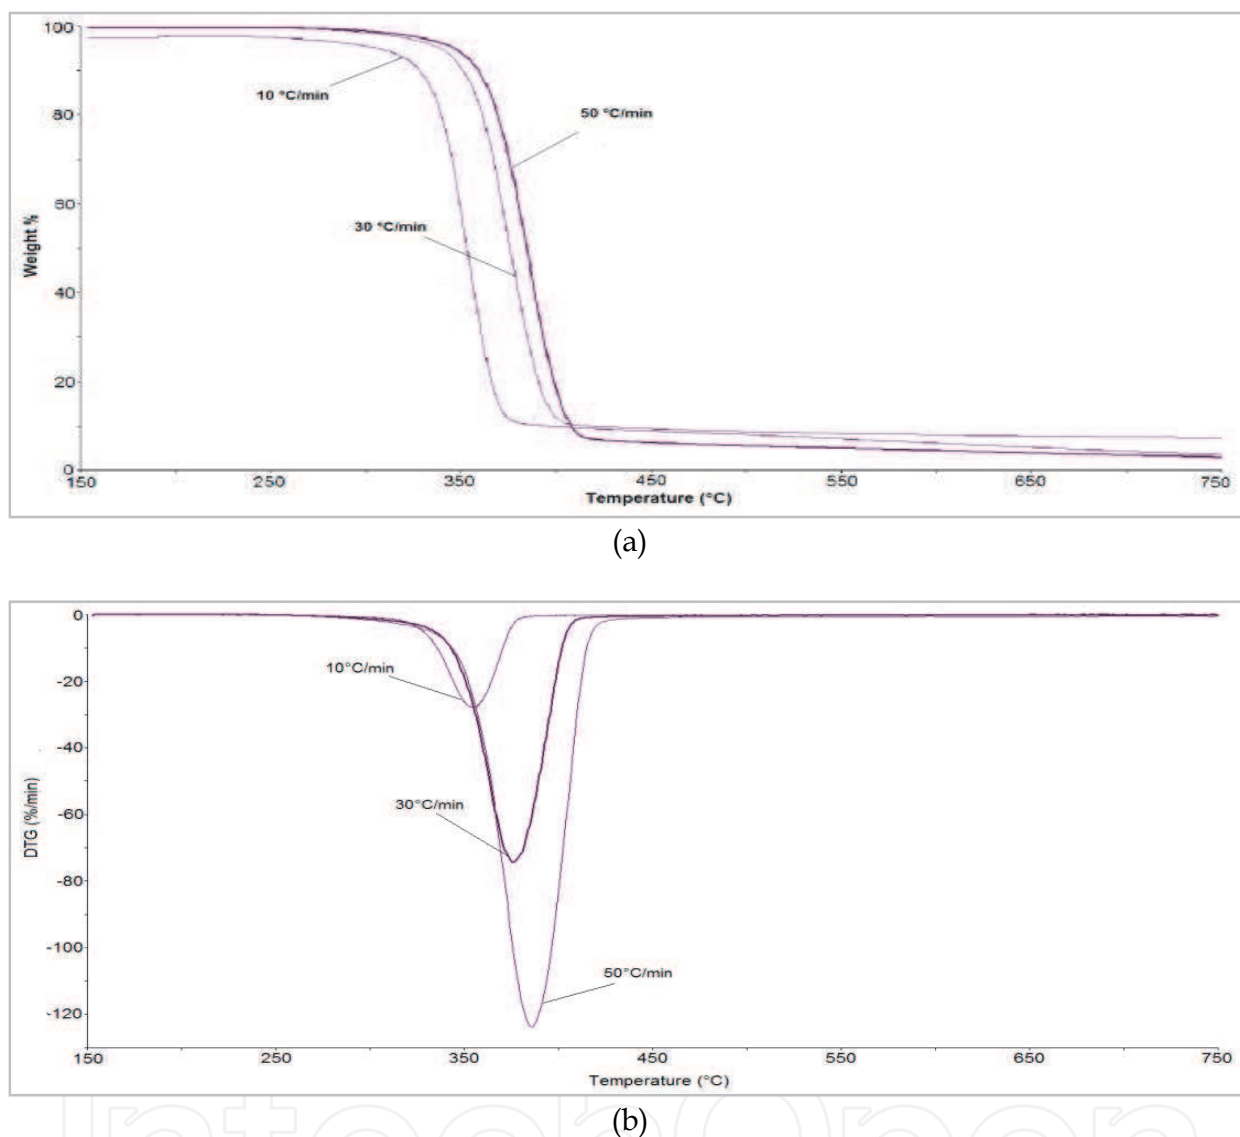 100
10 °C/min
80
50 °C/min
60
30 °C/min
Weight %
40
20
0
150
250
350
450
550
650
750
Temperature (°C)
(a)
0
-20
10°C/min
-40
-60
30°C/min
DTG (%/min)
-80
-100
50°C/min
-120
150
250
350
450
550
650
750
Temperature (°C)
(b)
IntechOpen